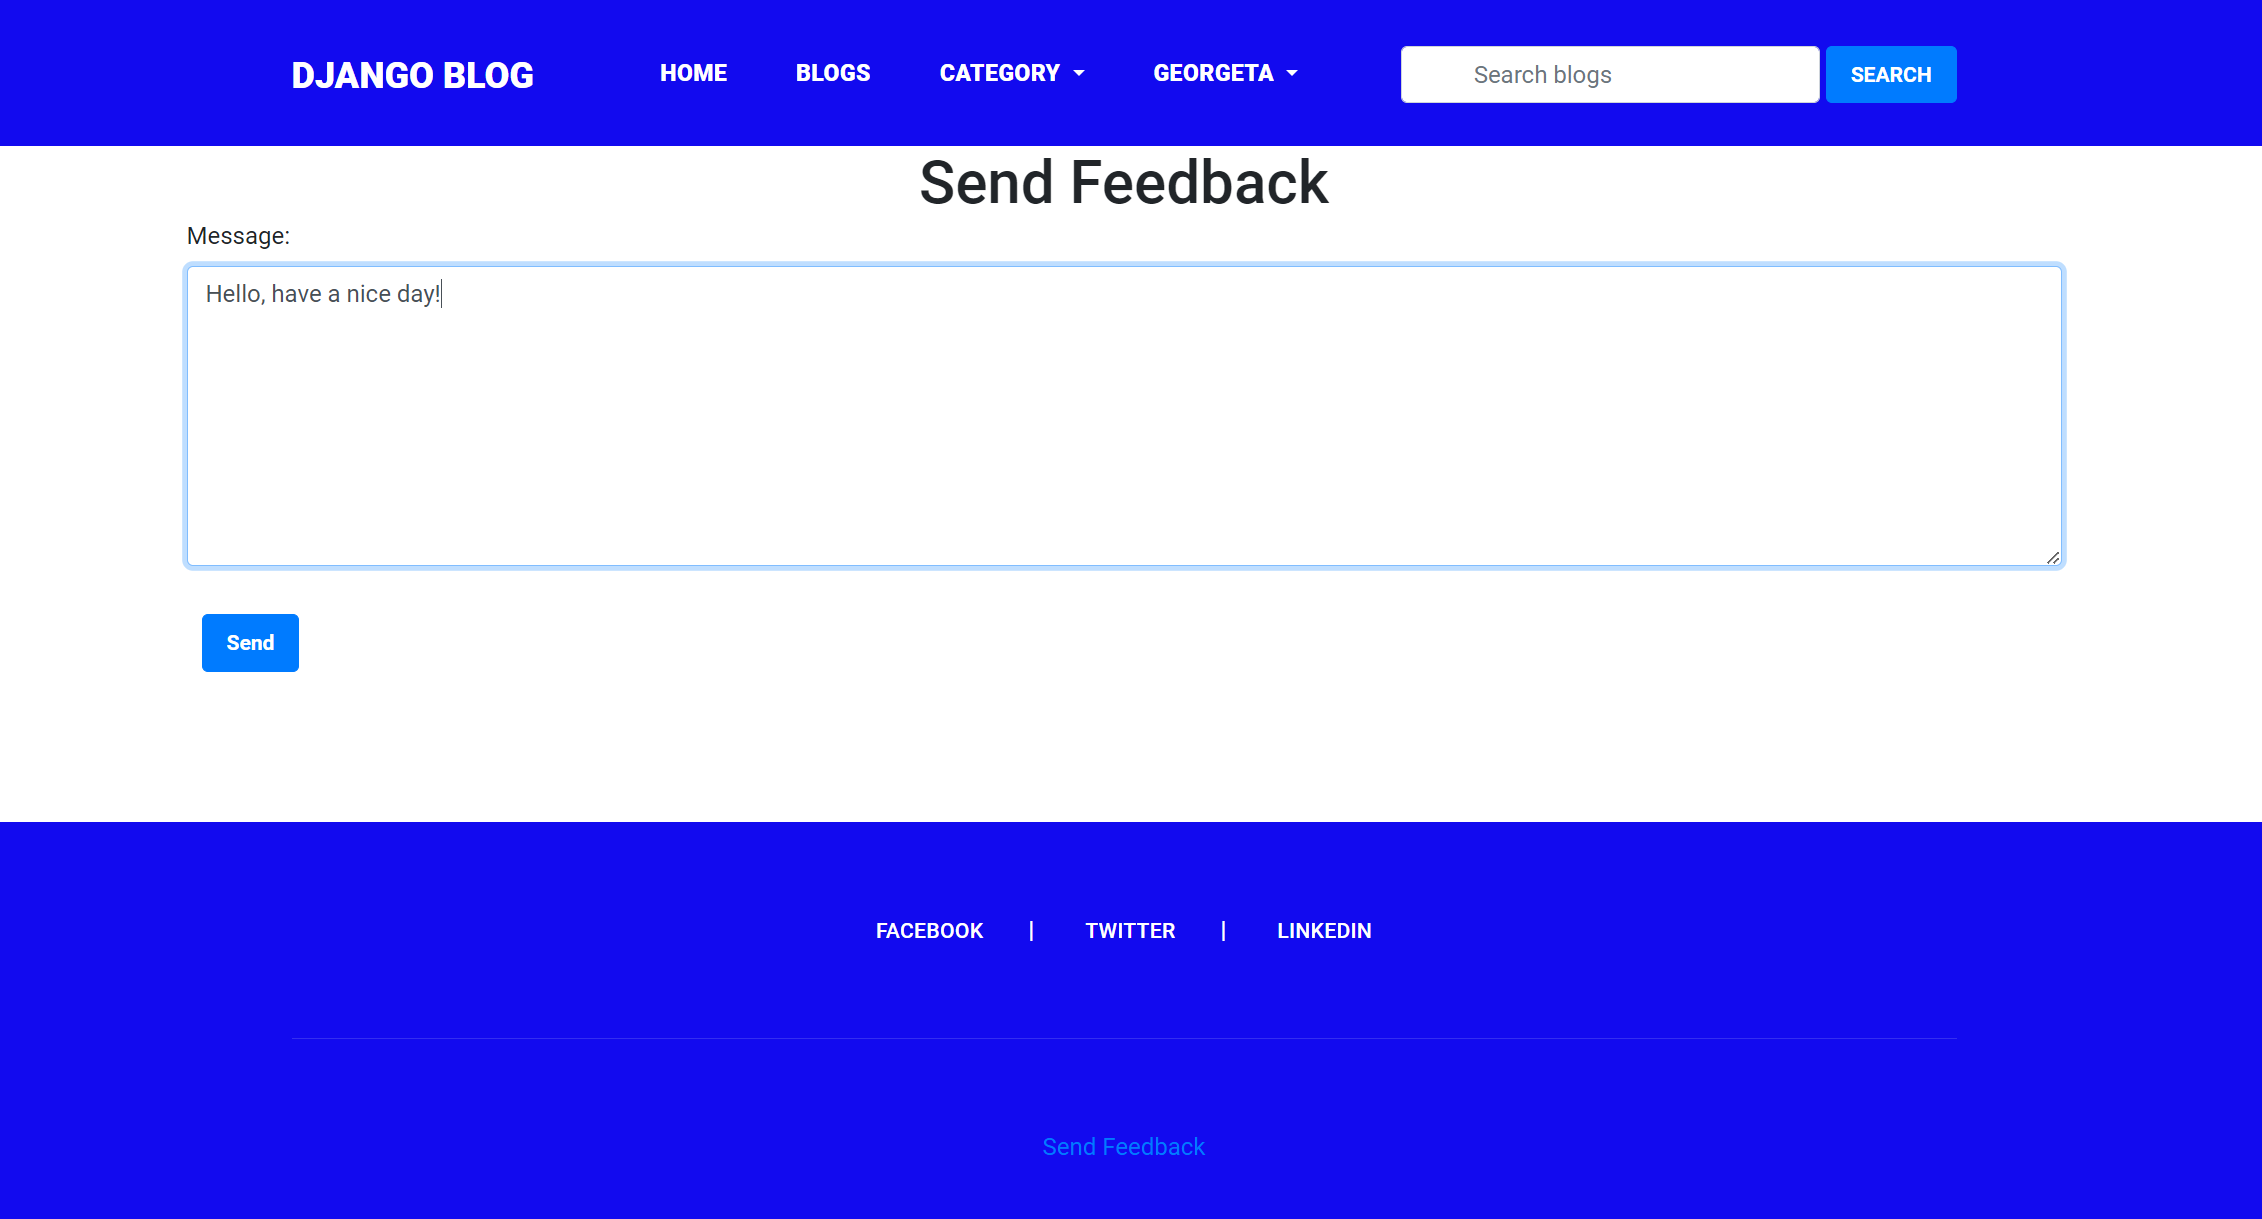 DJANGO BLOG HOME BLOGS CATEGORY GEORGETA Search blogs SEARCH
Send Feedback
Message:
Hello, have a nice day!
Send
FACEBOOK | TWITTER | LINKEDIN
Send Feedback